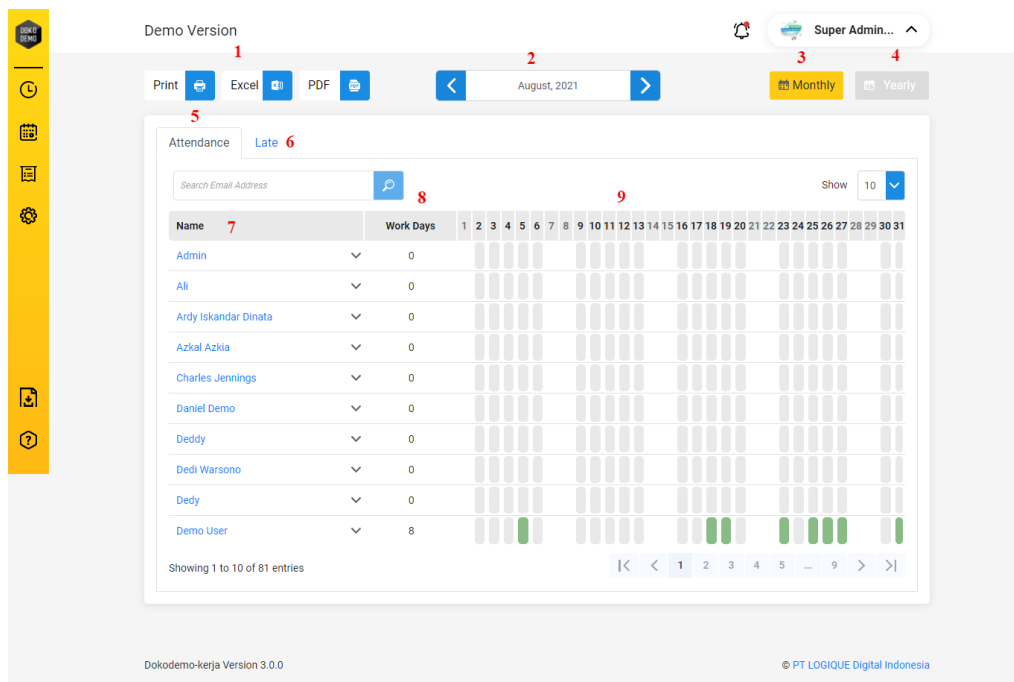 DOKO
DEMO
Demo Version
Super Admin...
1
2
3
4
Print
Excel
PDF
August, 2021
Monthly
Yearly
5
Attendance
Late
6
Search Email Address
Show
10
8
9
Name
7
Work Days
1 2 3 4 5 6 7 8 9 10 11 12 13 14 15 16 17 18 19 20 21 22 23 24 25 26 27 28 29 30 31
Admin 0
Ali 0
Ardy Iskandar Dinata 0
Azkal Azkia 0
Charles Jennings 0
Daniel Demo 0
Deddy 0
Dedi Warsono 0
Dedy 0
Demo User 8
Showing 1 to 10 of 81 entries
1 2 3 4 5 ... 9
Dokodemo-kerja Version 3.0.0
© PT LOGIQUE Digital Indonesia